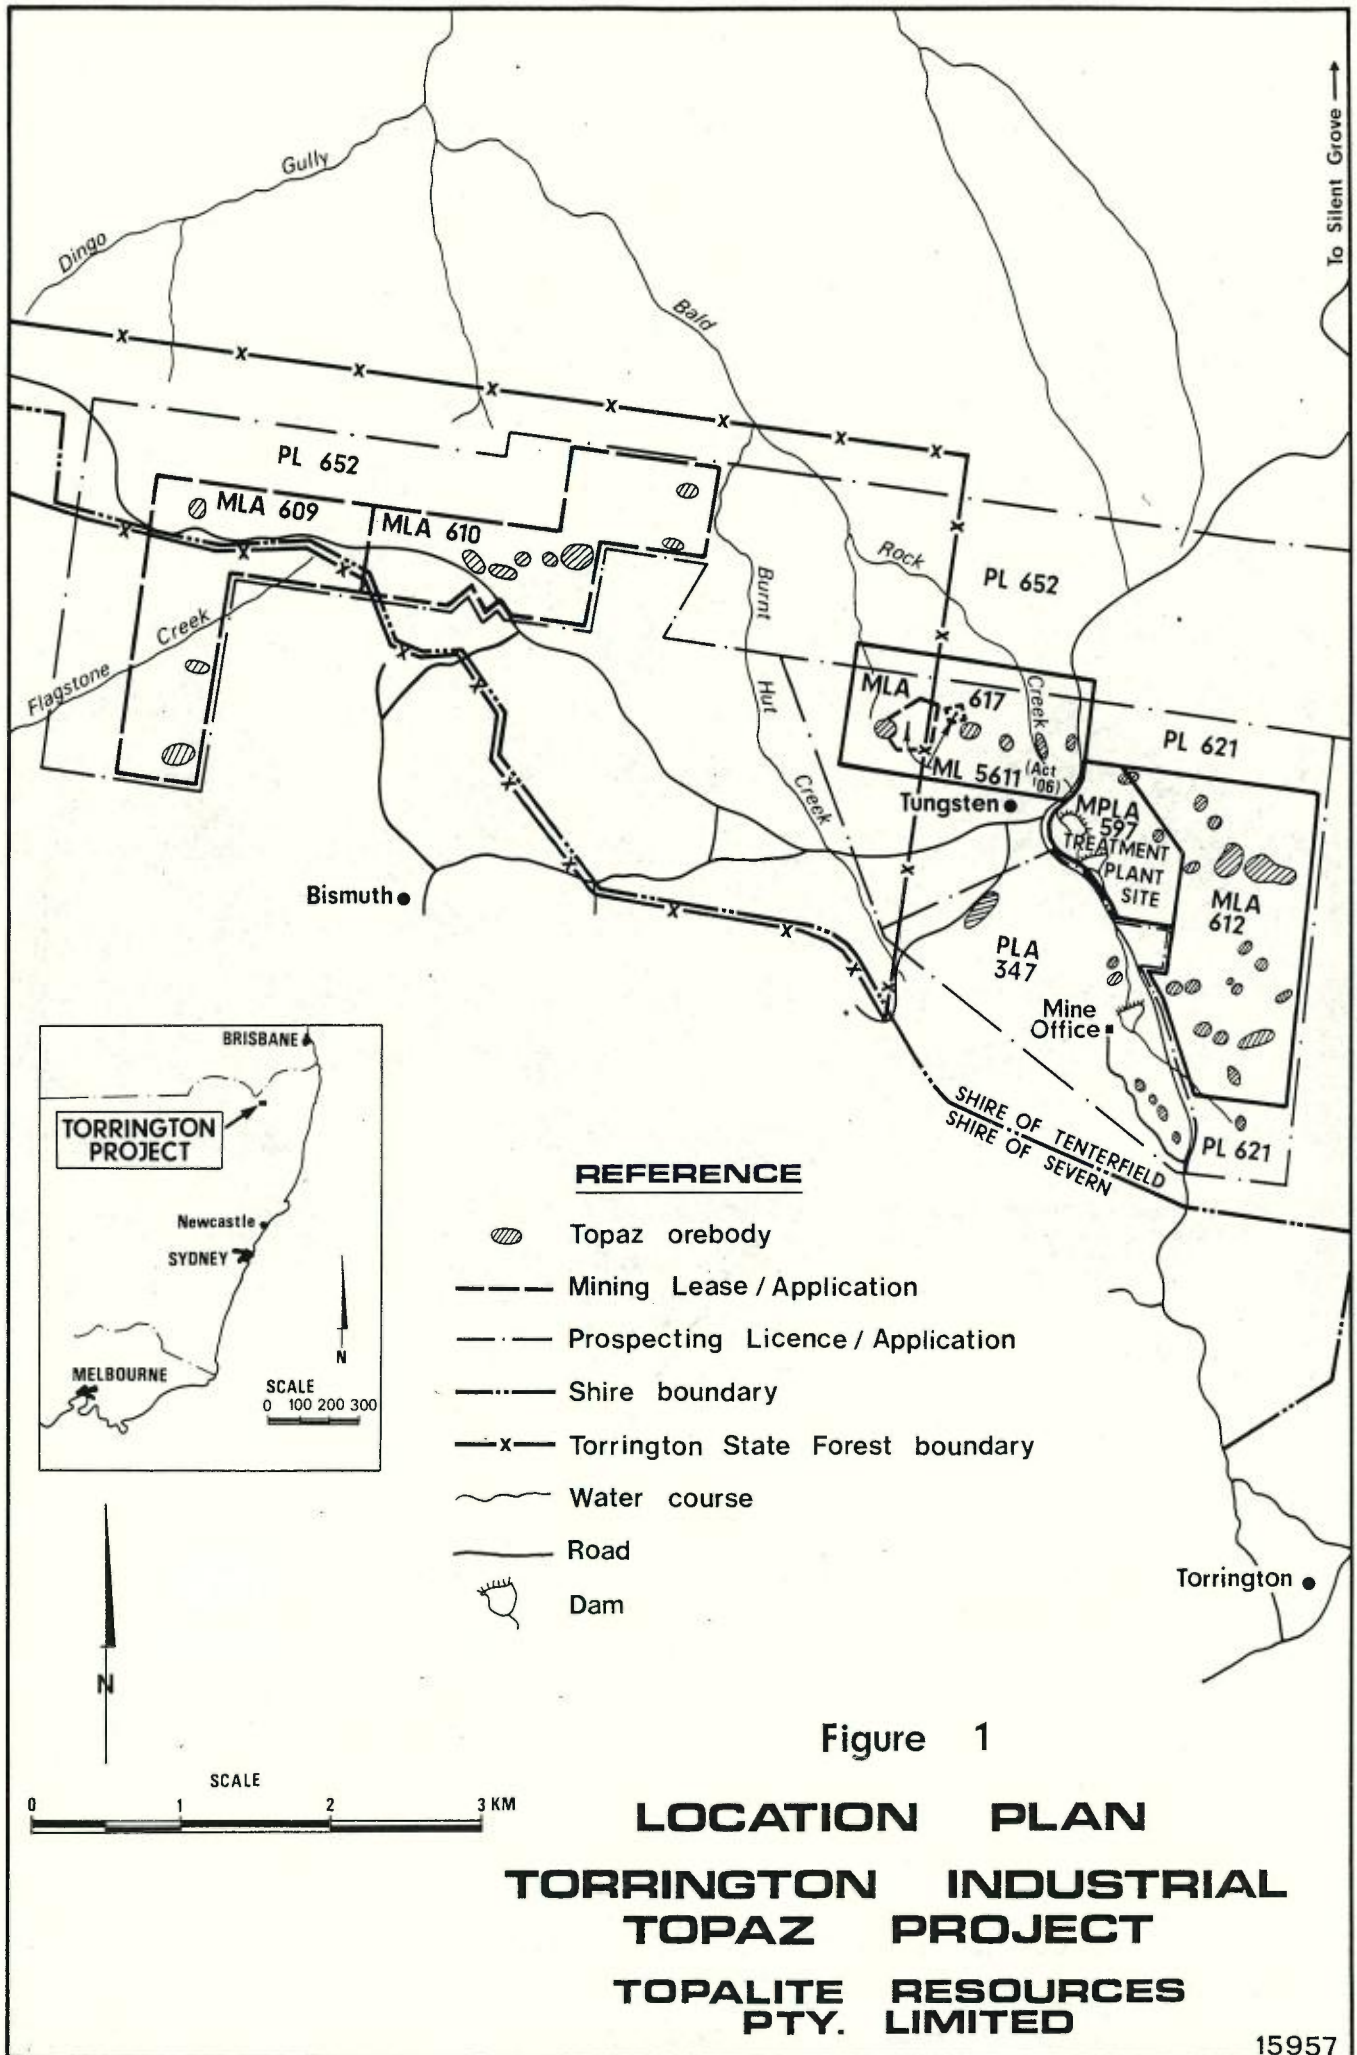 To Silent Grove
Gully
Dingo
Bald
PL 652
MLA 609
MLA 610
Rock
Burnt
PL 652
Creek
Flagstone
Hut
MLA
617
Creek
PL 621
ML 5611
(Act
'06)
Creek
Tungsten
MPLA
597
TREATMENT
PLANT
SITE
Bismuth
MLA
612
PLA
347
Mine
Office
SHIRE OF TENTERFIELD
SHIRE OF SEVERN
PL 621
BRISBANE
TORRINGTON
PROJECT
Newcastle
SYDNEY
N
MELBOURNE
SCALE
0 100 200 300
REFERENCE
Topaz orebody
Mining Lease / Application
Prospecting Licence / Application
Shire boundary
x
Torrington State Forest boundary
Water course
Road
Dam
Torrington
N
SCALE
0 1 2 3 KM
Figure 1
LOCATION PLAN
TORRINGTON INDUSTRIAL
TOPAZ PROJECT
TOPALITE RESOURCES
PTY. LIMITED
15957